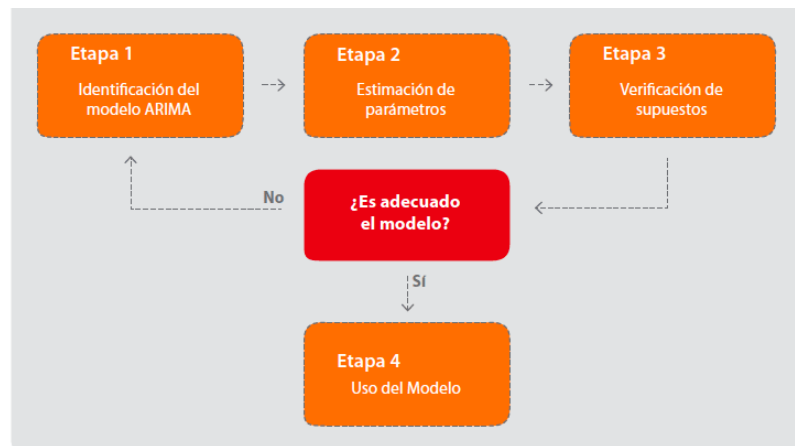 Etapa 1
Identificación del
modelo ARIMA
Etapa 2
Estimación de
parámetros
Etapa 3
Verificación de
supuestos
No
¿Es adecuado
el modelo?
Sí
Etapa 4
Uso del Modelo